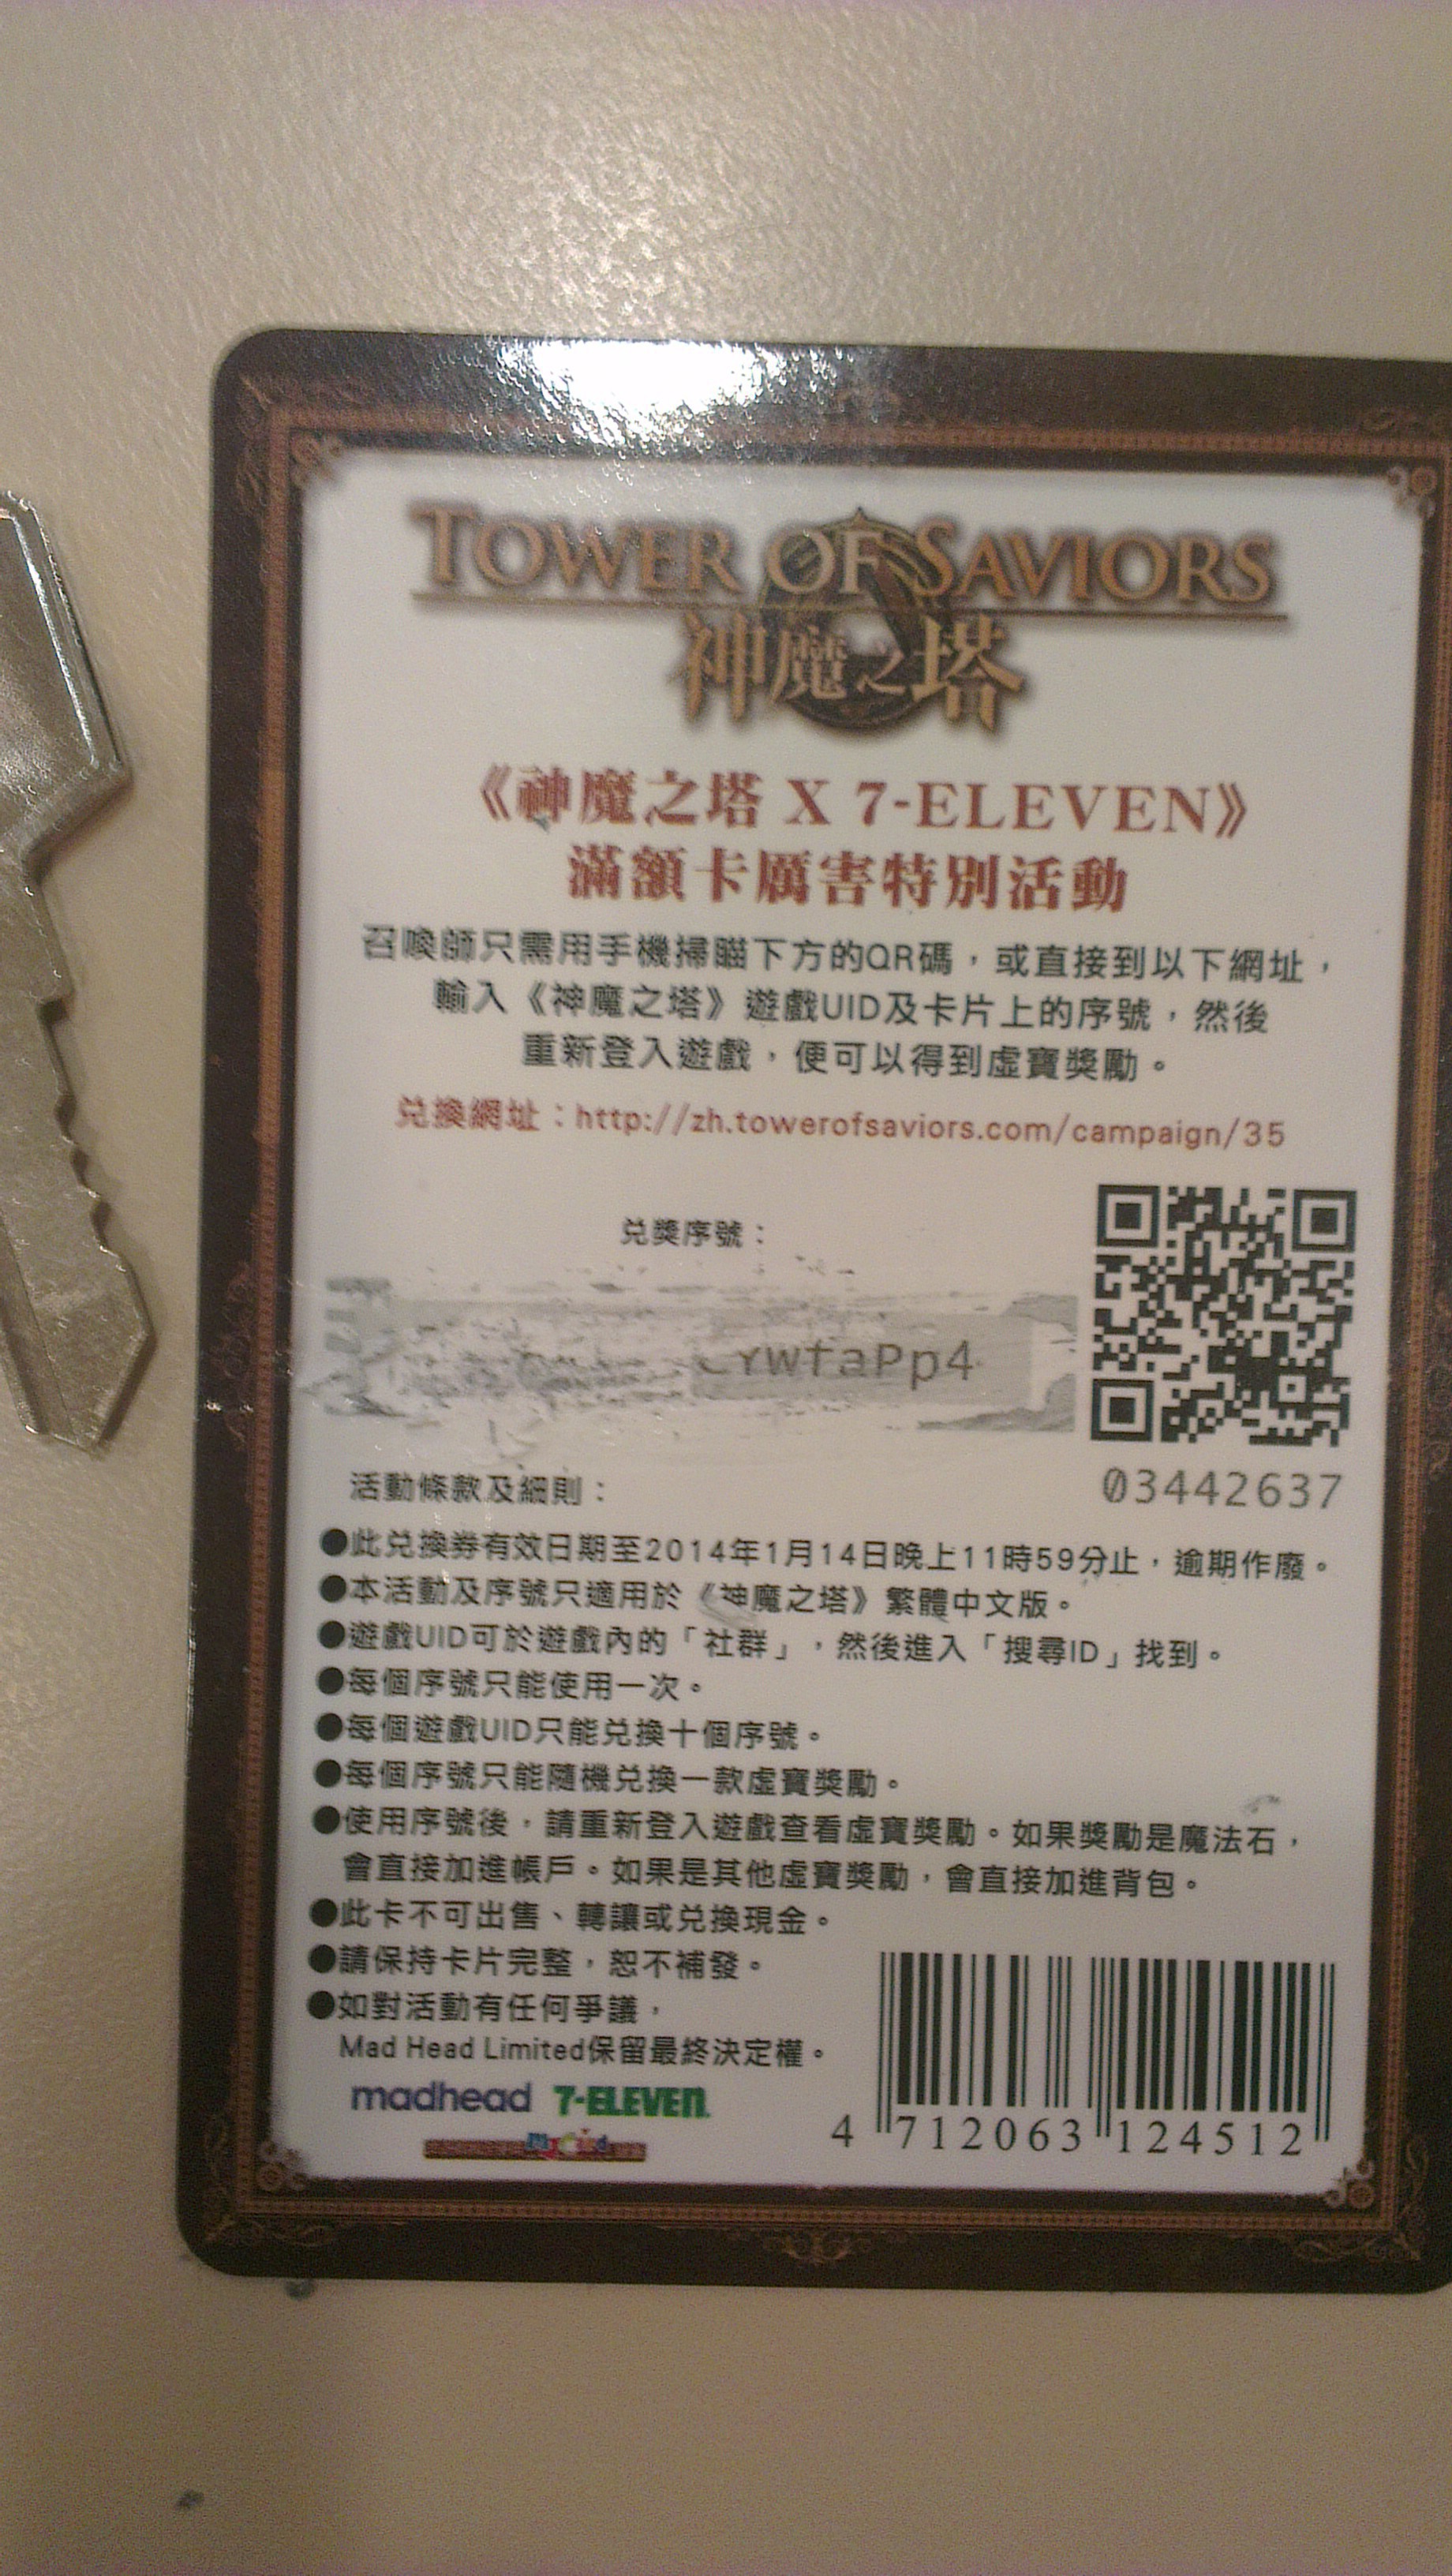 TOWER OF SAVIORS
神魔之塔
《神魔之塔 X 7-ELEVEN》
滿額卡厲害特別活動
召喚師只需用手機掃瞄下方的QR碼，或直接到以下網址，
輸入《神魔之塔》遊戲UID及卡片上的序號，然後
重新登入遊戲，便可以得到虛寶獎勵。
兌換網址：http://zh.towerofsaviors.com/campaign/35
兌獎序號：
YwfaPp4
03442637
活動條款及細則：
●此兌換券有效日期至2014年1月14日晚上11時59分止，逾期作廢。
●本活動及序號只適用於《神魔之塔》繁體中文版。
●遊戲UID可於遊戲內的「社群」，然後進入「搜尋ID」找到。
●每個序號只能使用一次。
●每個遊戲UID只能兌換十個序號。
●每個序號只能隨機兌換一款虛寶獎勵。
●使用序號後，請重新登入遊戲查看虛寶獎勵。如果獎勵是魔法石，
會直接加進帳戶。如果是其他虛寶獎勵，會直接加進背包。
●此卡不可出售、轉讓或兌換現金。
●請保持卡片完整，恕不補發。
●如對活動有任何爭議，
Mad Head Limited保留最終決定權。
madhead 7-ELEVEN
4 712063 124512